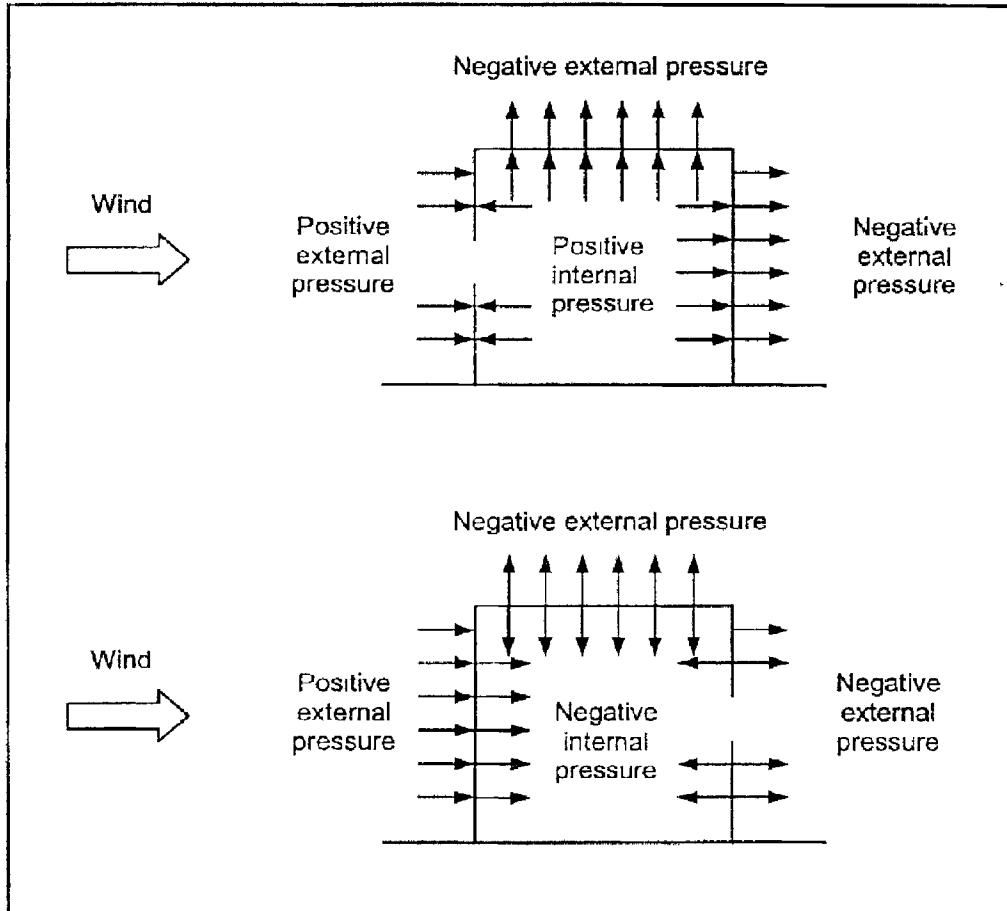 Negative external pressure
Wind
Positive
external
pressure
Positive
internal
pressure
Negative
external
pressure
Negative external pressure
Wind
Positive
external
pressure
Negative
internal
pressure
Negative
external
pressure